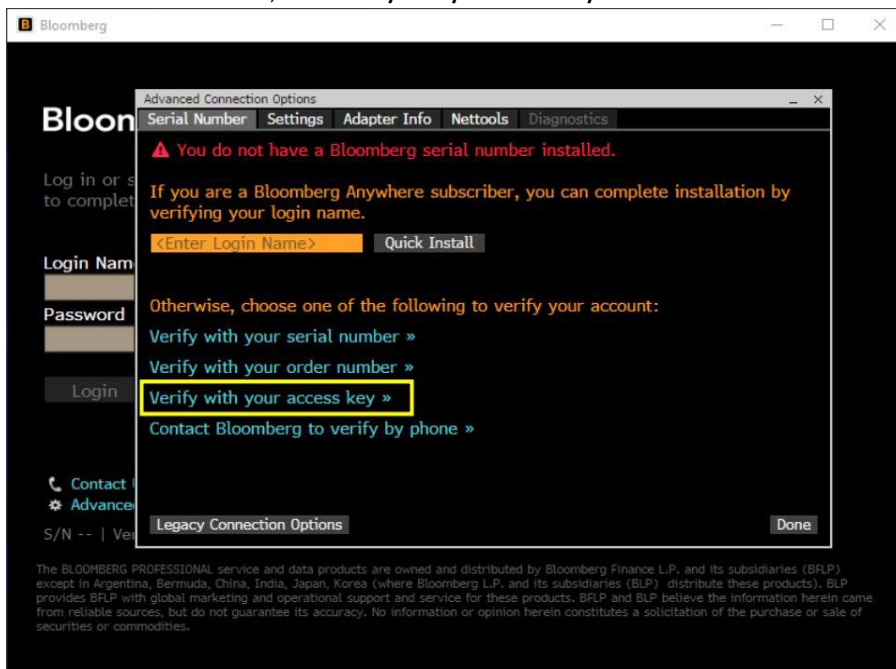 Bloomberg
Advanced Connection Options
Bloon
Serial Number Settings Adapter Info Nettools Diagnostics
You do not have a Bloomberg serial number installed.
Log in or s
to complet
If you are a Bloomberg Anywhere subscriber, you can complete installation by
verifying your login name.
<Enter Login Name> Quick Install
Login Nam
Password
Otherwise, choose one of the following to verify your account:
Verify with your serial number »
Verify with your order number »
Login
Verify with your access key »
Contact Bloomberg to verify by phone »
Contact
Advance
Legacy Connection Options Done
S/N -- | Ve
The BLOOMBERG PROFESSIONAL service and data products are owned and distributed by Bloomberg Finance L.P. and its subsidiaries (BFLP)
except in Argentina, Bermuda, China, India, Japan, Korea (where Bloomberg L.P. and its subsidiaries (BLP) distribute these products). BLP
provides BFLP with global marketing and operational support and service for these products. BFLP and BLP believe the information herein came
from reliable sources, but do not guarantee its accuracy. No information or opinion herein constitutes a solicitation of the purchase or sale of
securities or commodities.